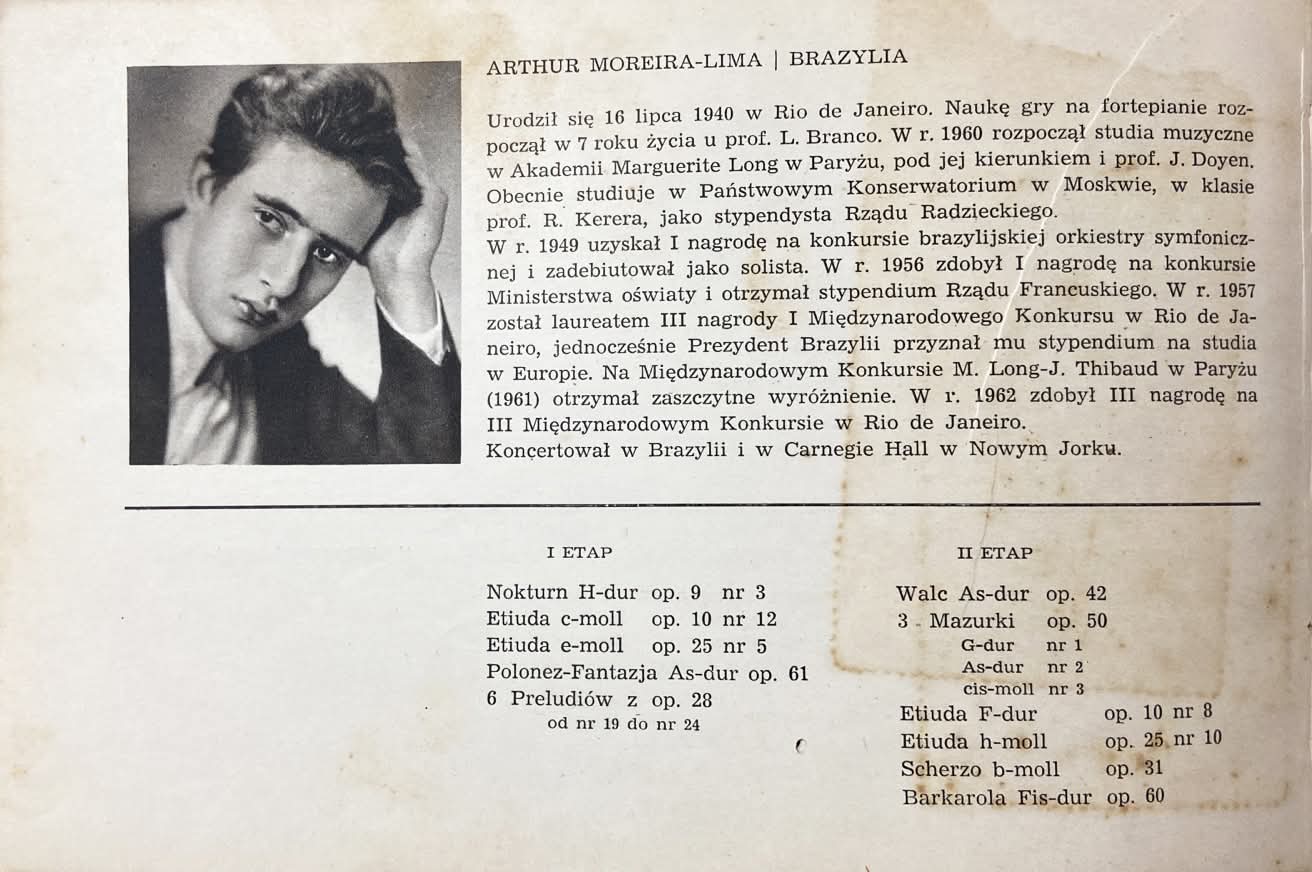 ARTHUR MOREIRA-LIMA | BRAZYLIA
Urodził się 16 lipca 1940 w Rio de Janeiro. Naukę gry na fortepianie roz-
począł w 7 roku życia u prof. L. Branco. W r. 1960 rozpoczął studia muzyczne
w Akademii Marguerite Long w Paryżu, pod jej kierunkiem i prof. J. Doyen.
Obecnie studiuje w Państwowym Konserwatorium w Moskwie, w klasie
prof. R. Kerera, jako stypendysta Rządu Radzieckiego.
W r. 1949 uzyskał I nagrodę na konkursie brazylijskiej orkiestry symfonicz-
nej i zadebiutował jako solista. W r. 1956 zdobył I nagrodę na konkursie
Ministerstwa oświaty i otrzymał stypendium Rządu Francuskiego. W r. 1957
został laureatem III nagrody I Międzynarodowego Konkursu w Rio de Ja-
neiro, jednocześnie Prezydent Brazylii przyznał mu stypendium na studia
w Europie. Na Międzynarodowym Konkursie M. Long-J. Thibaud w Paryżu
(1961) otrzymał zaszczytne wyróżnienie. W r. 1962 zdobył III nagrodę na
III Międzynarodowym Konkursie w Rio de Janeiro.
Koncertował w Brazylii i w Carnegie Hall w Nowym Jorku.
I ETAP
Nokturn H-dur op. 9 nr 3
Etiuda c-moll op. 10 nr 12
Etiuda e-moll op. 25 nr 5
Polonez-Fantazja As-dur op. 61
6 Preludiów z op. 28
od nr 19 do nr 24
II ETAP
Walc As-dur op. 42
3 Mazurki op. 50
G-dur nr 1
As-dur nr 2
cis-moll nr 3
Etiuda F-dur op. 10 nr 8
Etiuda h-moll op. 25 nr 10
Scherzo b-moll op. 31
Barkarola Fis-dur op. 60